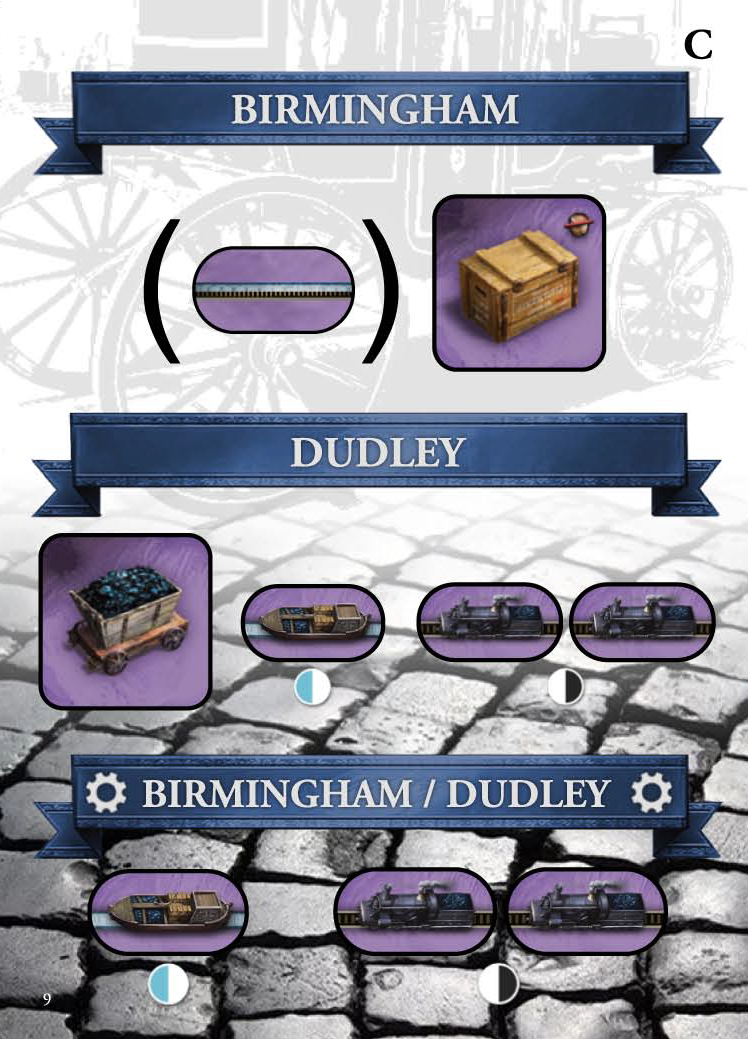 C
BIRMINGHAM
( )
DUDLEY
BIRMINGHAM / DUDLEY
9